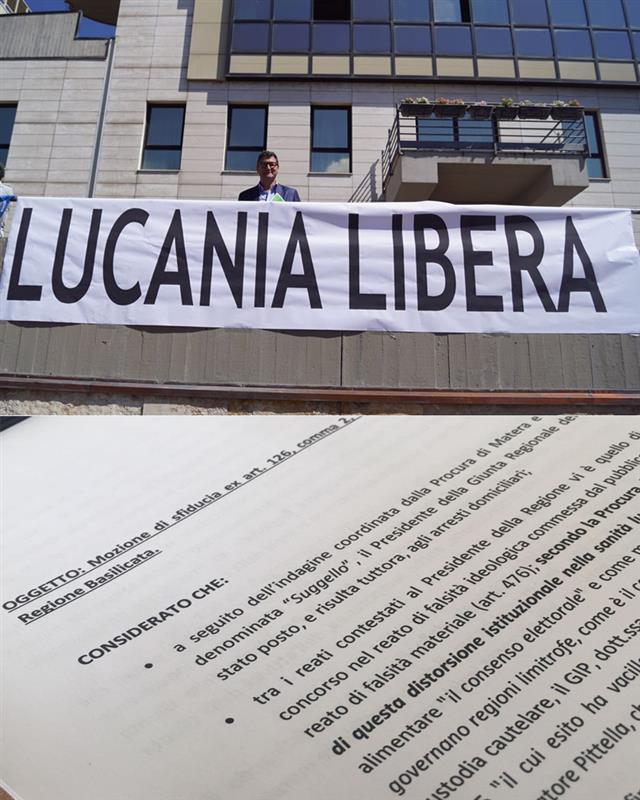 LUCANIA LIBERA
OGGETTO: Mozione di sfiducia ex art. 126, comma 2,
Regione Basilicata.
CONSIDERATO CHE:
• a seguito dell'indagine coordinata dalla Procura di Matera e
denominata "Suggello", il Presidente della Giunta Regionale
stato posto, e risulta tuttora, agli arresti domiciliari;
• tra i reati contestati al Presidente della Regione vi è quello di
concorso nel reato di falsità ideologica commessa dal pubblico
reato di falsità materiale (art. 476); secondo la Procura
di questa distorsione istituzionale nella sanità
alimentare "il consenso elettorale" e come
governano regioni limitrofe, come è il
custodia cautelare, il GIP, dott.ssa
"il cui esito ha
Pittella,